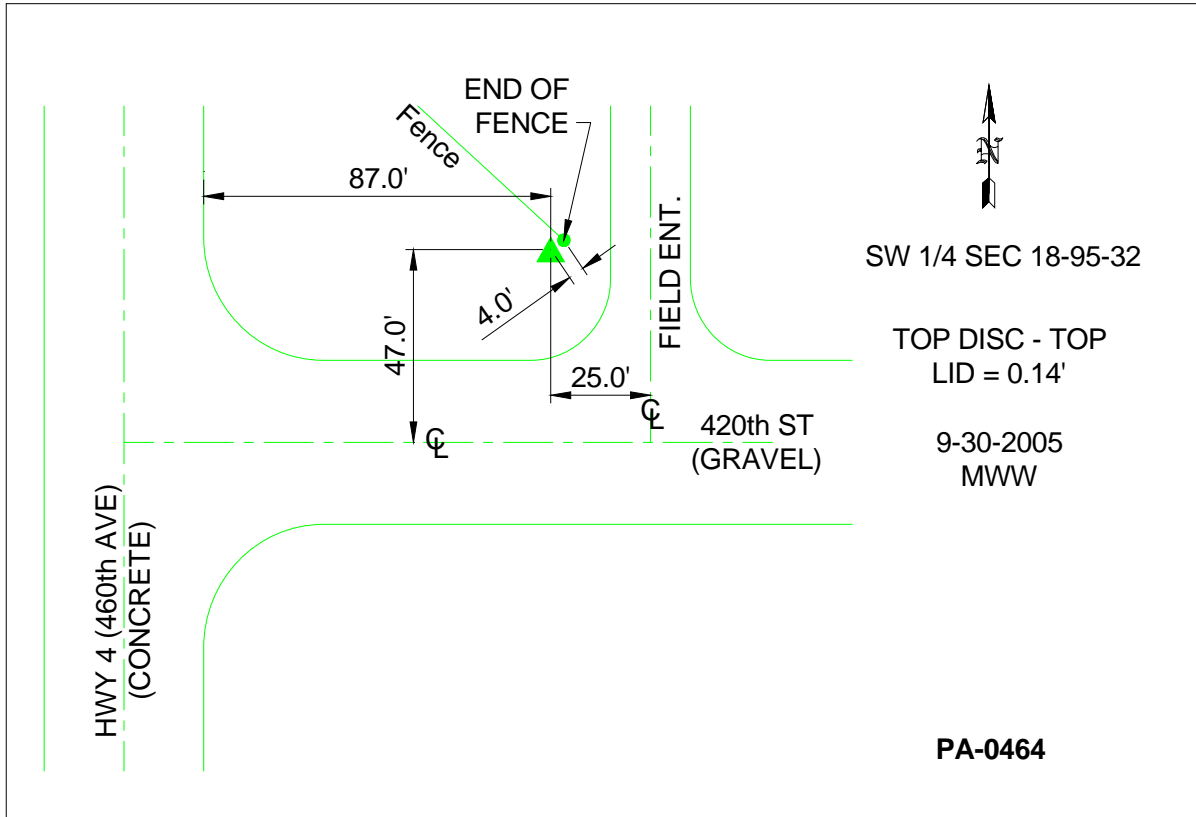 END OF
FENCE
Fence
87.0'
47.0'
4.0'
FIELD ENT.
25.0'
℄
℄
420th ST
(GRAVEL)
HWY 4 (460th AVE)
(CONCRETE)
N
SW 1/4 SEC 18-95-32
TOP DISC - TOP
LID = 0.14'
9-30-2005
MWW
PA-0464